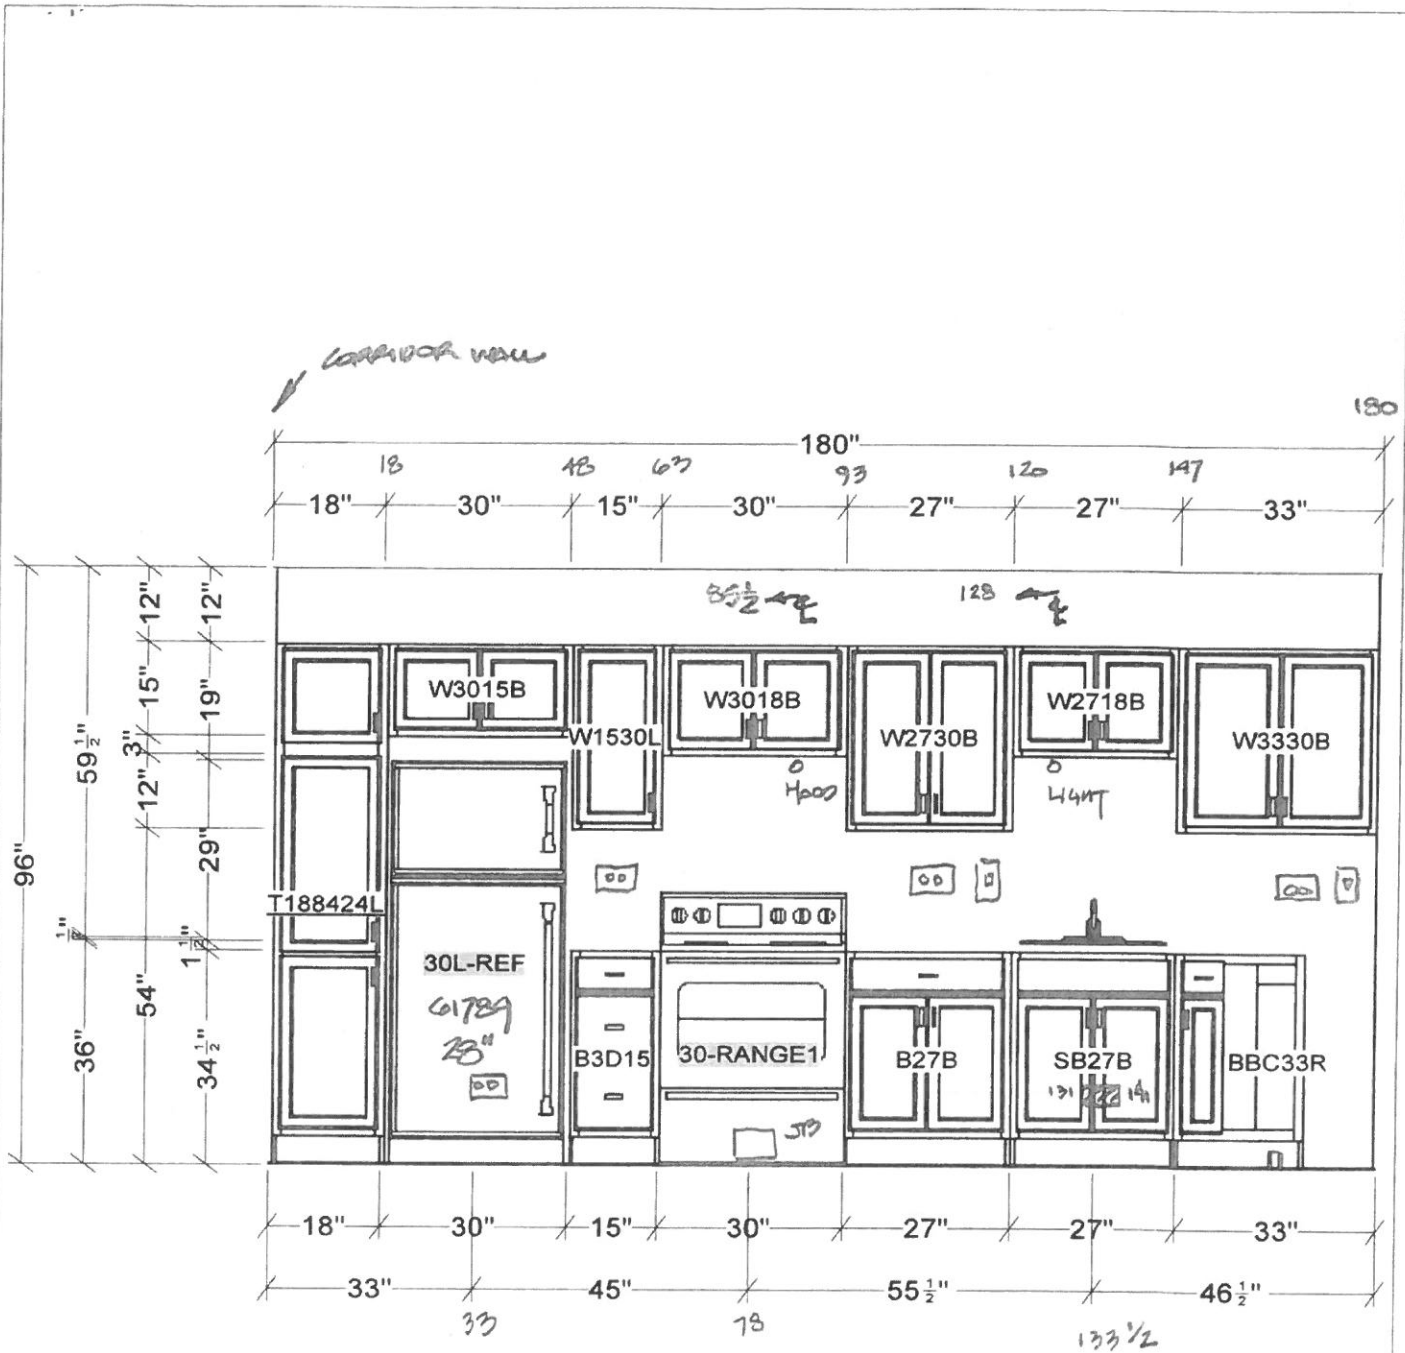 CORRIDOR WALL
180
180"
18 48 63 93 120 147
18" 30" 15" 30" 27" 27" 33"
85 1/2 ← ℄ 128 ← ℄
12" 12"
15" 19"
W3015B W3018B W2718B
W1530L W2730B W3330B
59 1/2" 3"
HOOD LIGHT
12"
29"
96"
T188424L
1/2" 1 1/2"
30L-REF
54"
28"
36" 34 1/2"
B3D15 30-RANGE1 B27B SB27B BBC33R
131 141
JB
18" 30" 15" 30" 27" 27" 33"
33" 45" 55 1/2" 46 1/2"
33 78 133 1/2